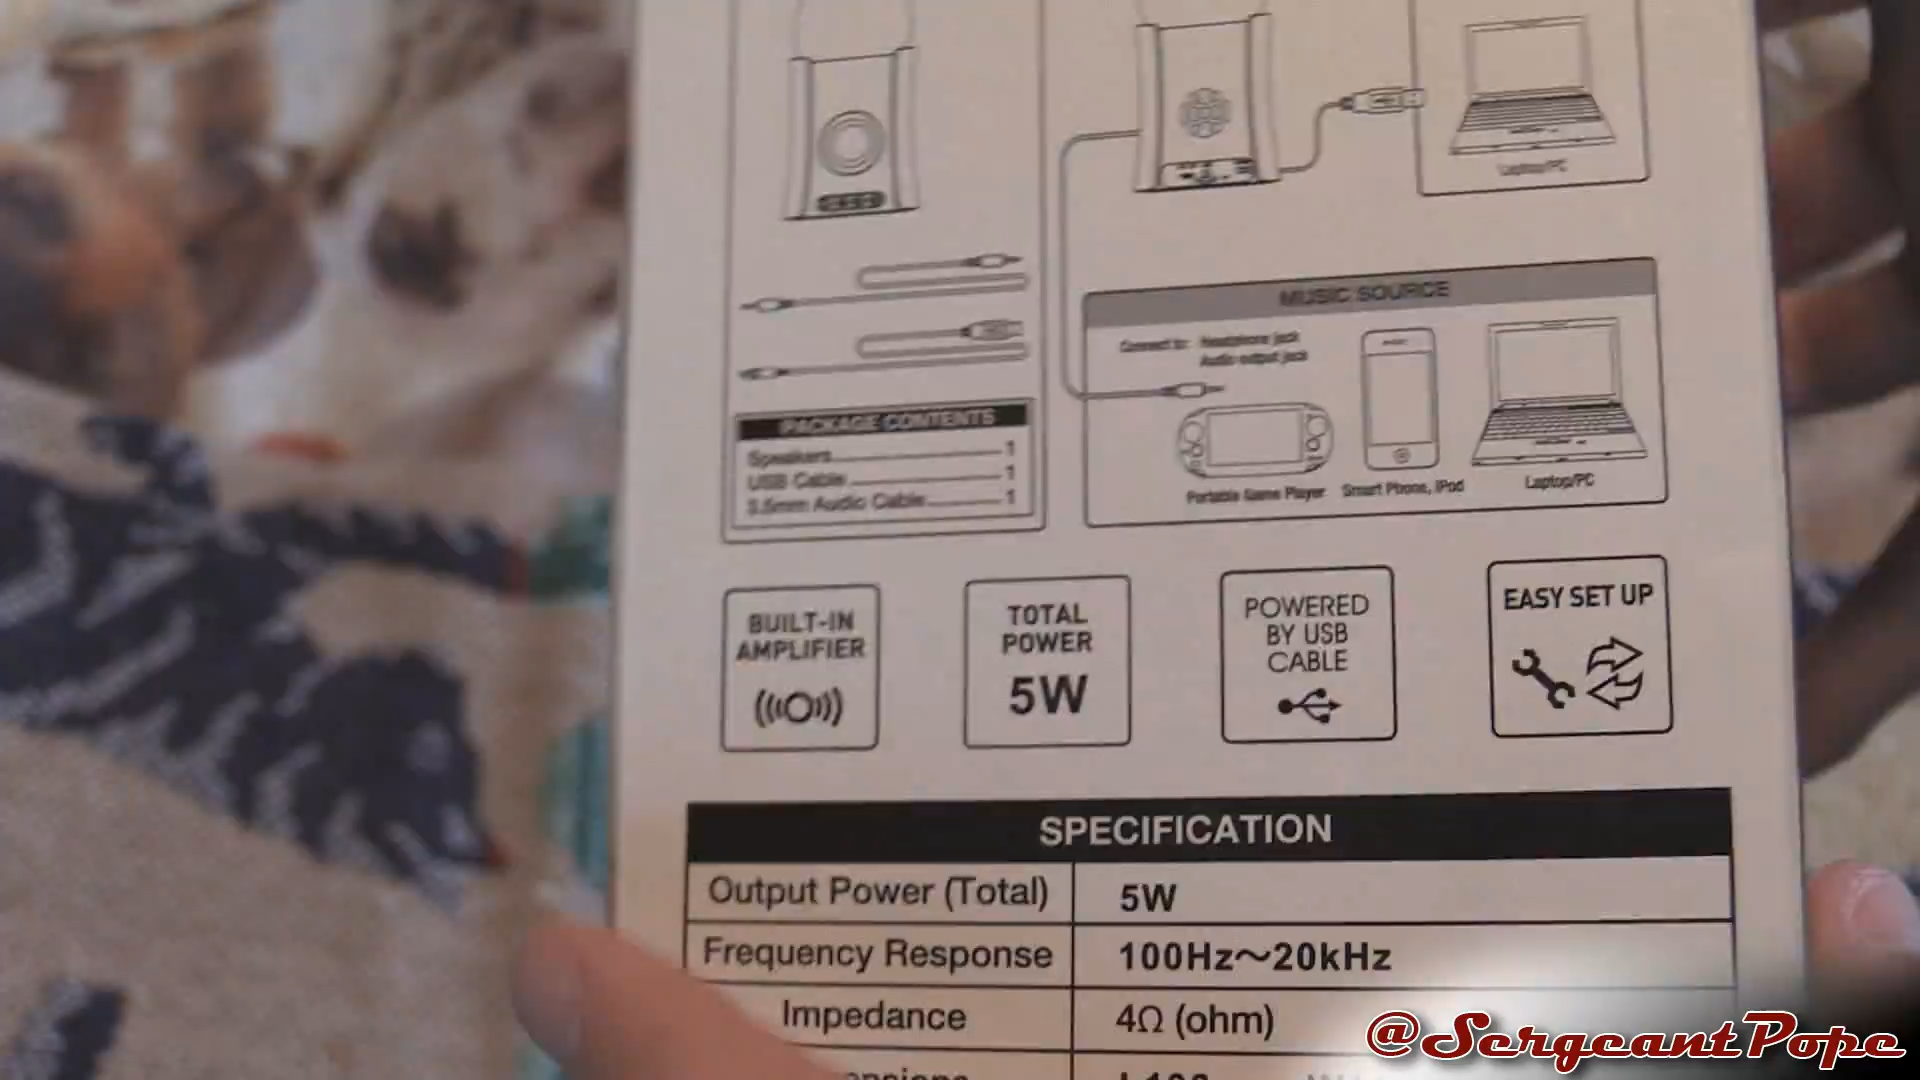 Laptop/PC
MUSIC SOURCE
Connect to: Headphone jack
Audio output jack
Portable Game Player
Smart Phone, iPod
Laptop/PC
PACKAGE CONTENTS
Speakers 1
USB Cable 1
3.5mm Audio Cable 1
BUILT-IN
AMPLIFIER
TOTAL
POWER
5W
POWERED
BY USB
CABLE
EASY SET UP
SPECIFICATION
Output Power (Total) 5W
Frequency Response 100Hz~20kHz
Impedance 4Ω (ohm)
@SergeantPope